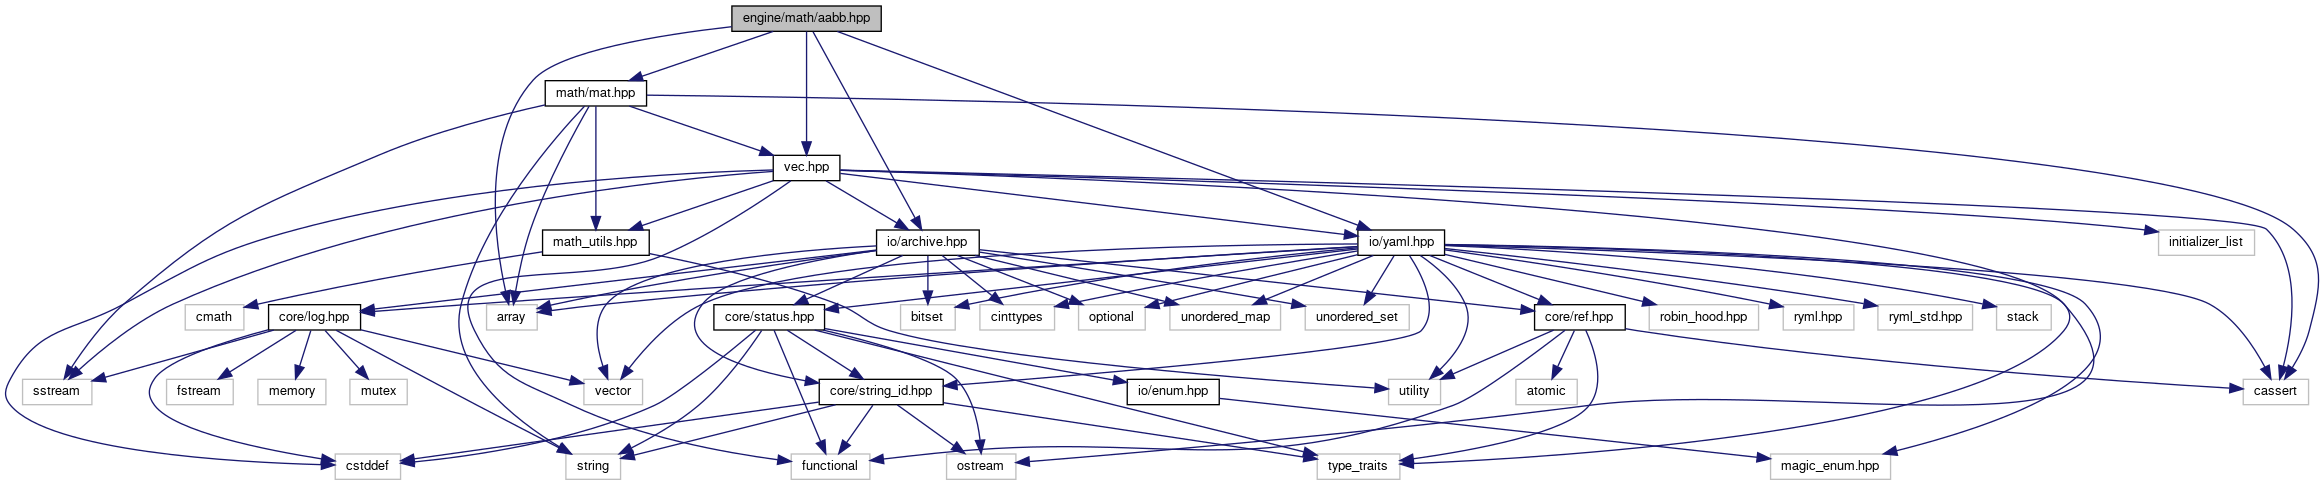 engine/math/aabb.hpp
math/mat.hpp
vec.hpp
math_utils.hpp
io/archive.hpp
io/yaml.hpp
initializer_list
cmath
core/log.hpp
array
core/status.hpp
bitset
cinttypes
optional
unordered_map
unordered_set
core/ref.hpp
robin_hood.hpp
ryml.hpp
ryml_std.hpp
stack
sstream
fstream
memory
mutex
vector
core/string_id.hpp
io/enum.hpp
utility
atomic
cassert
cstddef
string
functional
ostream
type_traits
magic_enum.hpp